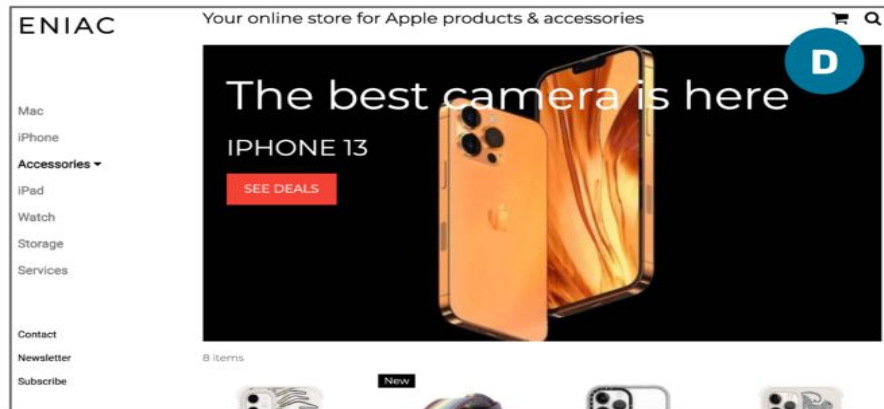 ENIAC
Your online store for Apple products & accessories
D
The best camera is here
IPHONE 13
SEE DEALS
Mac
iPhone
Accessories
iPad
Watch
Storage
Services
Contact
Newsletter
Subscribe
8 items
New